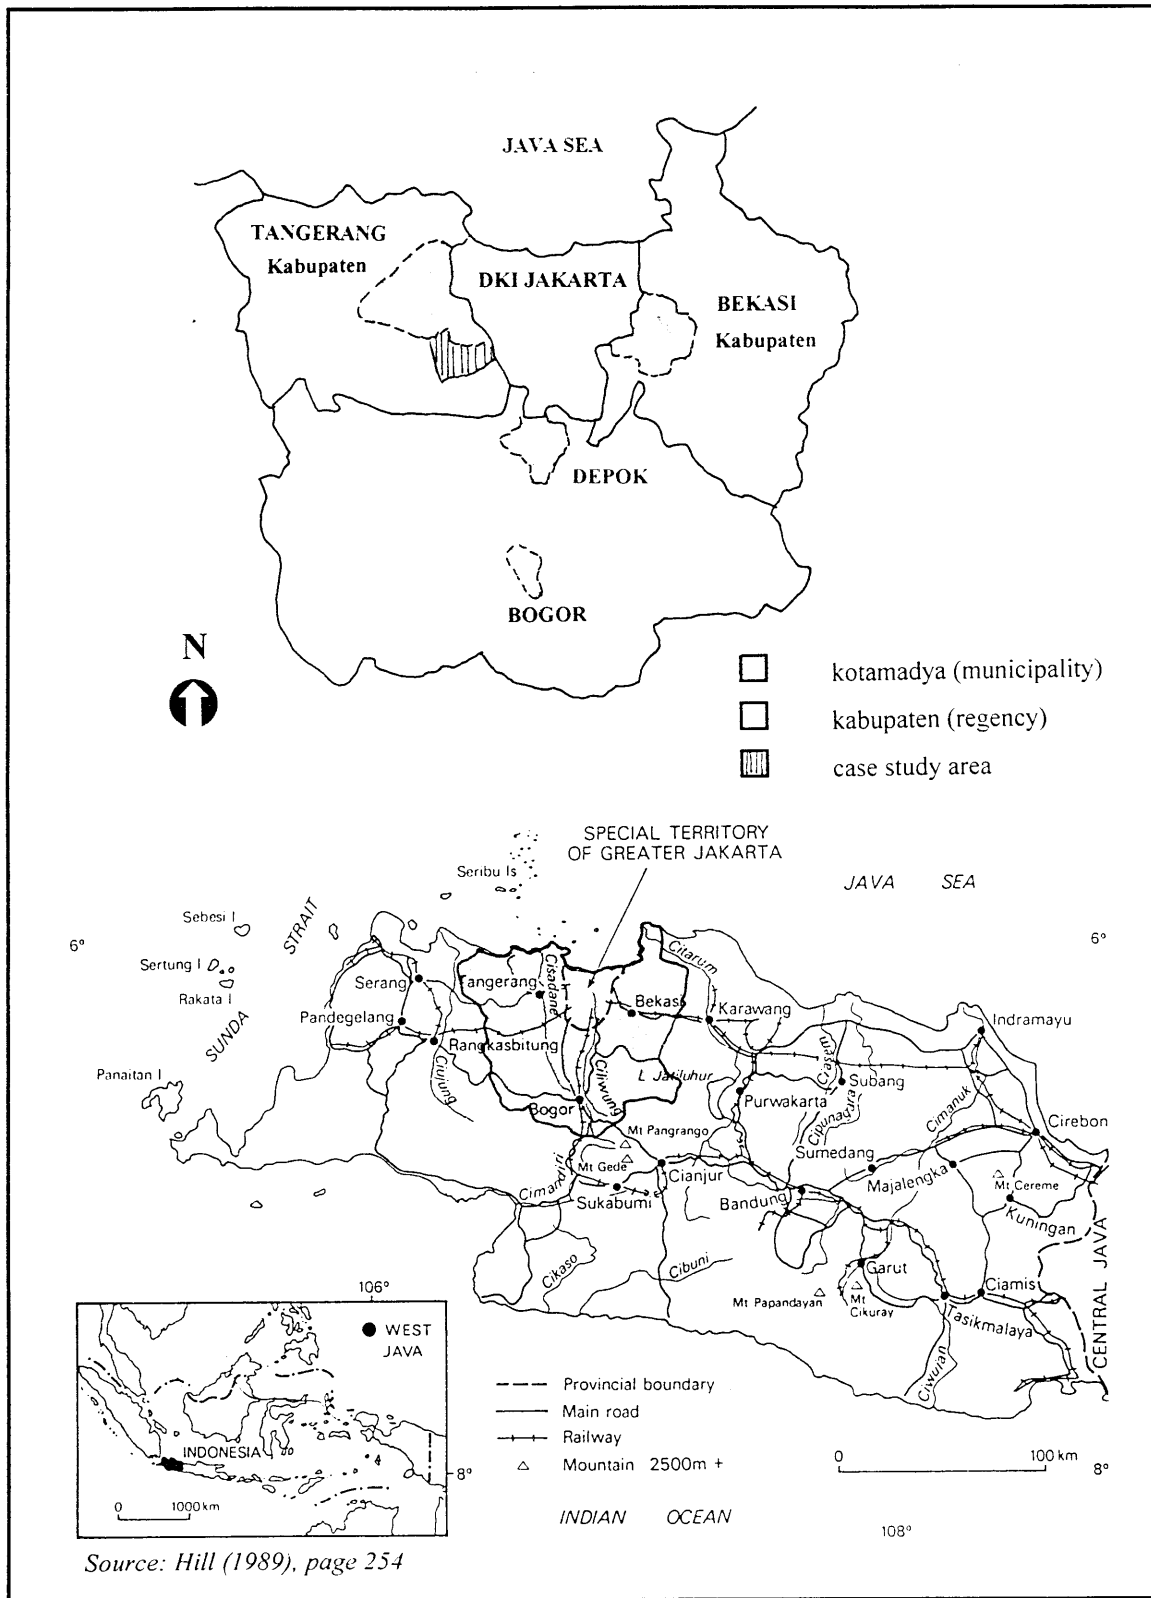 JAVA SEA
TANGERANG
Kabupaten
DKI JAKARTA
BEKASI
Kabupaten
DEPOK
BOGOR
N
kotamadya (municipality)
kabupaten (regency)
case study area
SPECIAL TERRITORY
OF GREATER JAKARTA
Seribu Is
JAVA SEA
Sebesi I
STRAIT
6°
6°
Sertung I
Rakata I
SUNDA
Serang
Tangerang
Cisadane
Citarum
Bekasi
Karawang
Indramayu
Pandegelang
Rangkasbitung
Ciujung
Ciliwung
L Jatiluhur
Ciasem
Subang
Panaitan I
Bogor
Purwakarta
Cipunagara
Cimanuk
Cirebon
Mt Pangrango
Sumedang
Mt Gede
Cianjur
Majalengka
Mt Cereme
Cimandiri
Sukabumi
Bandung
Kuningan
Cikaso
Cibuni
Garut
Ciamis
CENTRAL JAVA
Mt Papandayan
Mt
Cikuray
Tasikmalaya
Ciwulan
106°
WEST
JAVA
INDONESIA
0 1000 km
8°
Provincial boundary
Main road
Railway
Mountain 2500m +
0 100 km
8°
INDIAN OCEAN
108°
Source: Hill (1989), page 254